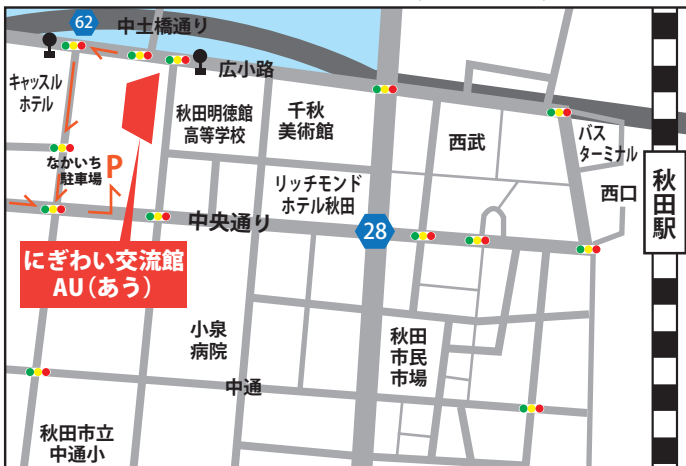 62
中土橋通り
広小路
キャッスル
ホテル
秋田明徳館
高等学校
千秋
美術館
西武
バス
ターミナル
なかいち
駐車場
P
リッチモンド
ホテル秋田
西口
秋田駅
中央通り
28
にぎわい交流館
AU(あう)
小泉
病院
秋田
市民
市場
中通
秋田市立
中通小